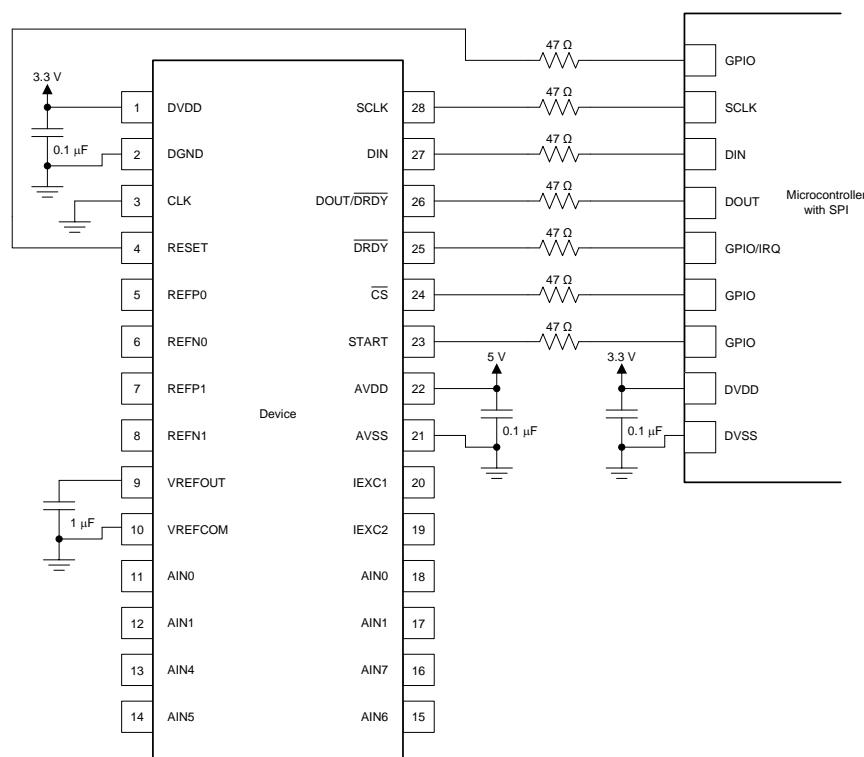 47 Ω
GPIO
3.3 V
47 Ω
1 DVDD SCLK 28 SCLK
0.1 μF
47 Ω
2 DGND DIN 27 DIN
47 Ω
3 CLK DOUT/DRDY 26 DOUT
Microcontroller
with SPI
47 Ω
4 RESET DRDY 25 GPIO/IRQ
47 Ω
5 REFP0 CS 24 GPIO
47 Ω
6 REFN0 START 23 GPIO
5 V
3.3 V
7 REFP1 AVDD 22 DVDD
Device
0.1 μF
0.1 μF
8 REFN1 AVSS 21 DVSS
9 VREFOUT IEXC1 20
1 μF
10 VREFCOM IEXC2 19
11 AIN0 AIN0 18
12 AIN1 AIN1 17
13 AIN4 AIN7 16
14 AIN5 AIN6 15